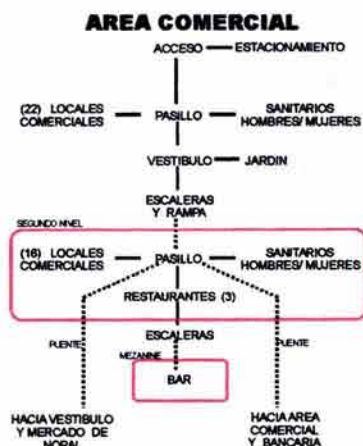 AREA COMERCIAL
ACCESO
ESTACIONAMIENTO
(22) LOCALES
COMERCIALES
PASILLO
SANITARIOS
HOMBRES/ MUJERES
VESTIBULO
JARDIN
ESCALERAS
Y RAMPA
SEGUNDO NIVEL
(16) LOCALES
COMERCIALES
PASILLO
SANITARIOS
HOMBRES/ MUJERES
RESTAURANTES (3)
PUENTE
ESCALERAS
PUENTE
MEZANINE
BAR
HACIA VESTIBULO
Y MERCADO DE
NOPAL
HACIA AREA
COMERCIAL
Y BANCARIA